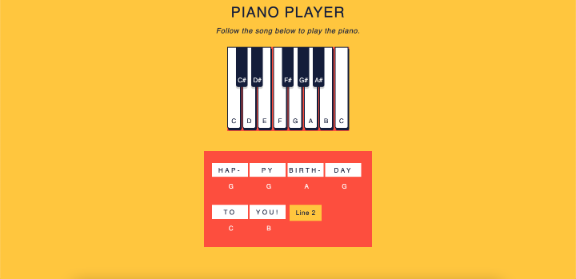 PIANO PLAYER
Follow the song below to play the piano.
C# D# F# G# A#
C D E F G A B C
HAP- PY BIRTH- DAY
G G A G
TO YOU! Line 2
C B